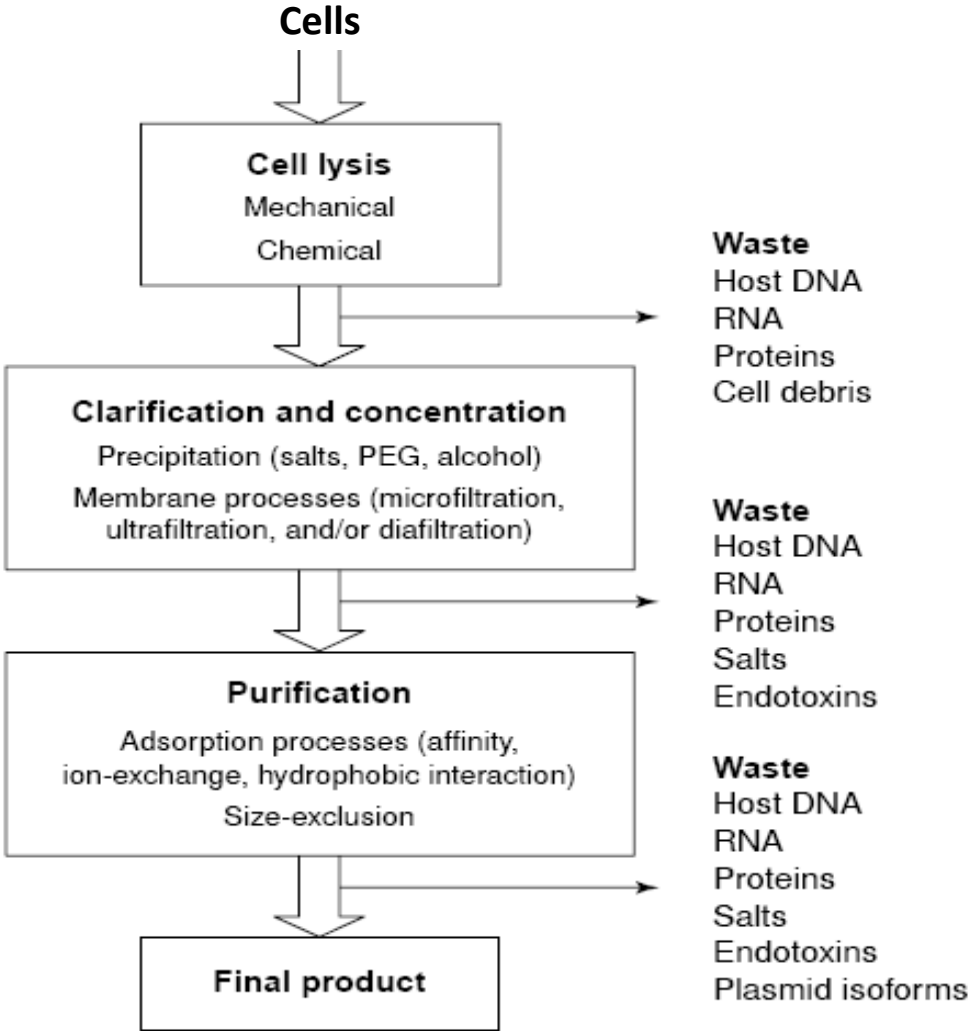 Cells
Cell lysis
Mechanical
Chemical
Waste
Host DNA
RNA
Proteins
Cell debris
Clarification and concentration
Precipitation (salts, PEG, alcohol)
Membrane processes (microfiltration,
ultrafiltration, and/or diafiltration)
Waste
Host DNA
RNA
Proteins
Salts
Endotoxins
Purification
Adsorption processes (affinity,
ion-exchange, hydrophobic interaction)
Size-exclusion
Waste
Host DNA
RNA
Proteins
Salts
Endotoxins
Plasmid isoforms
Final product